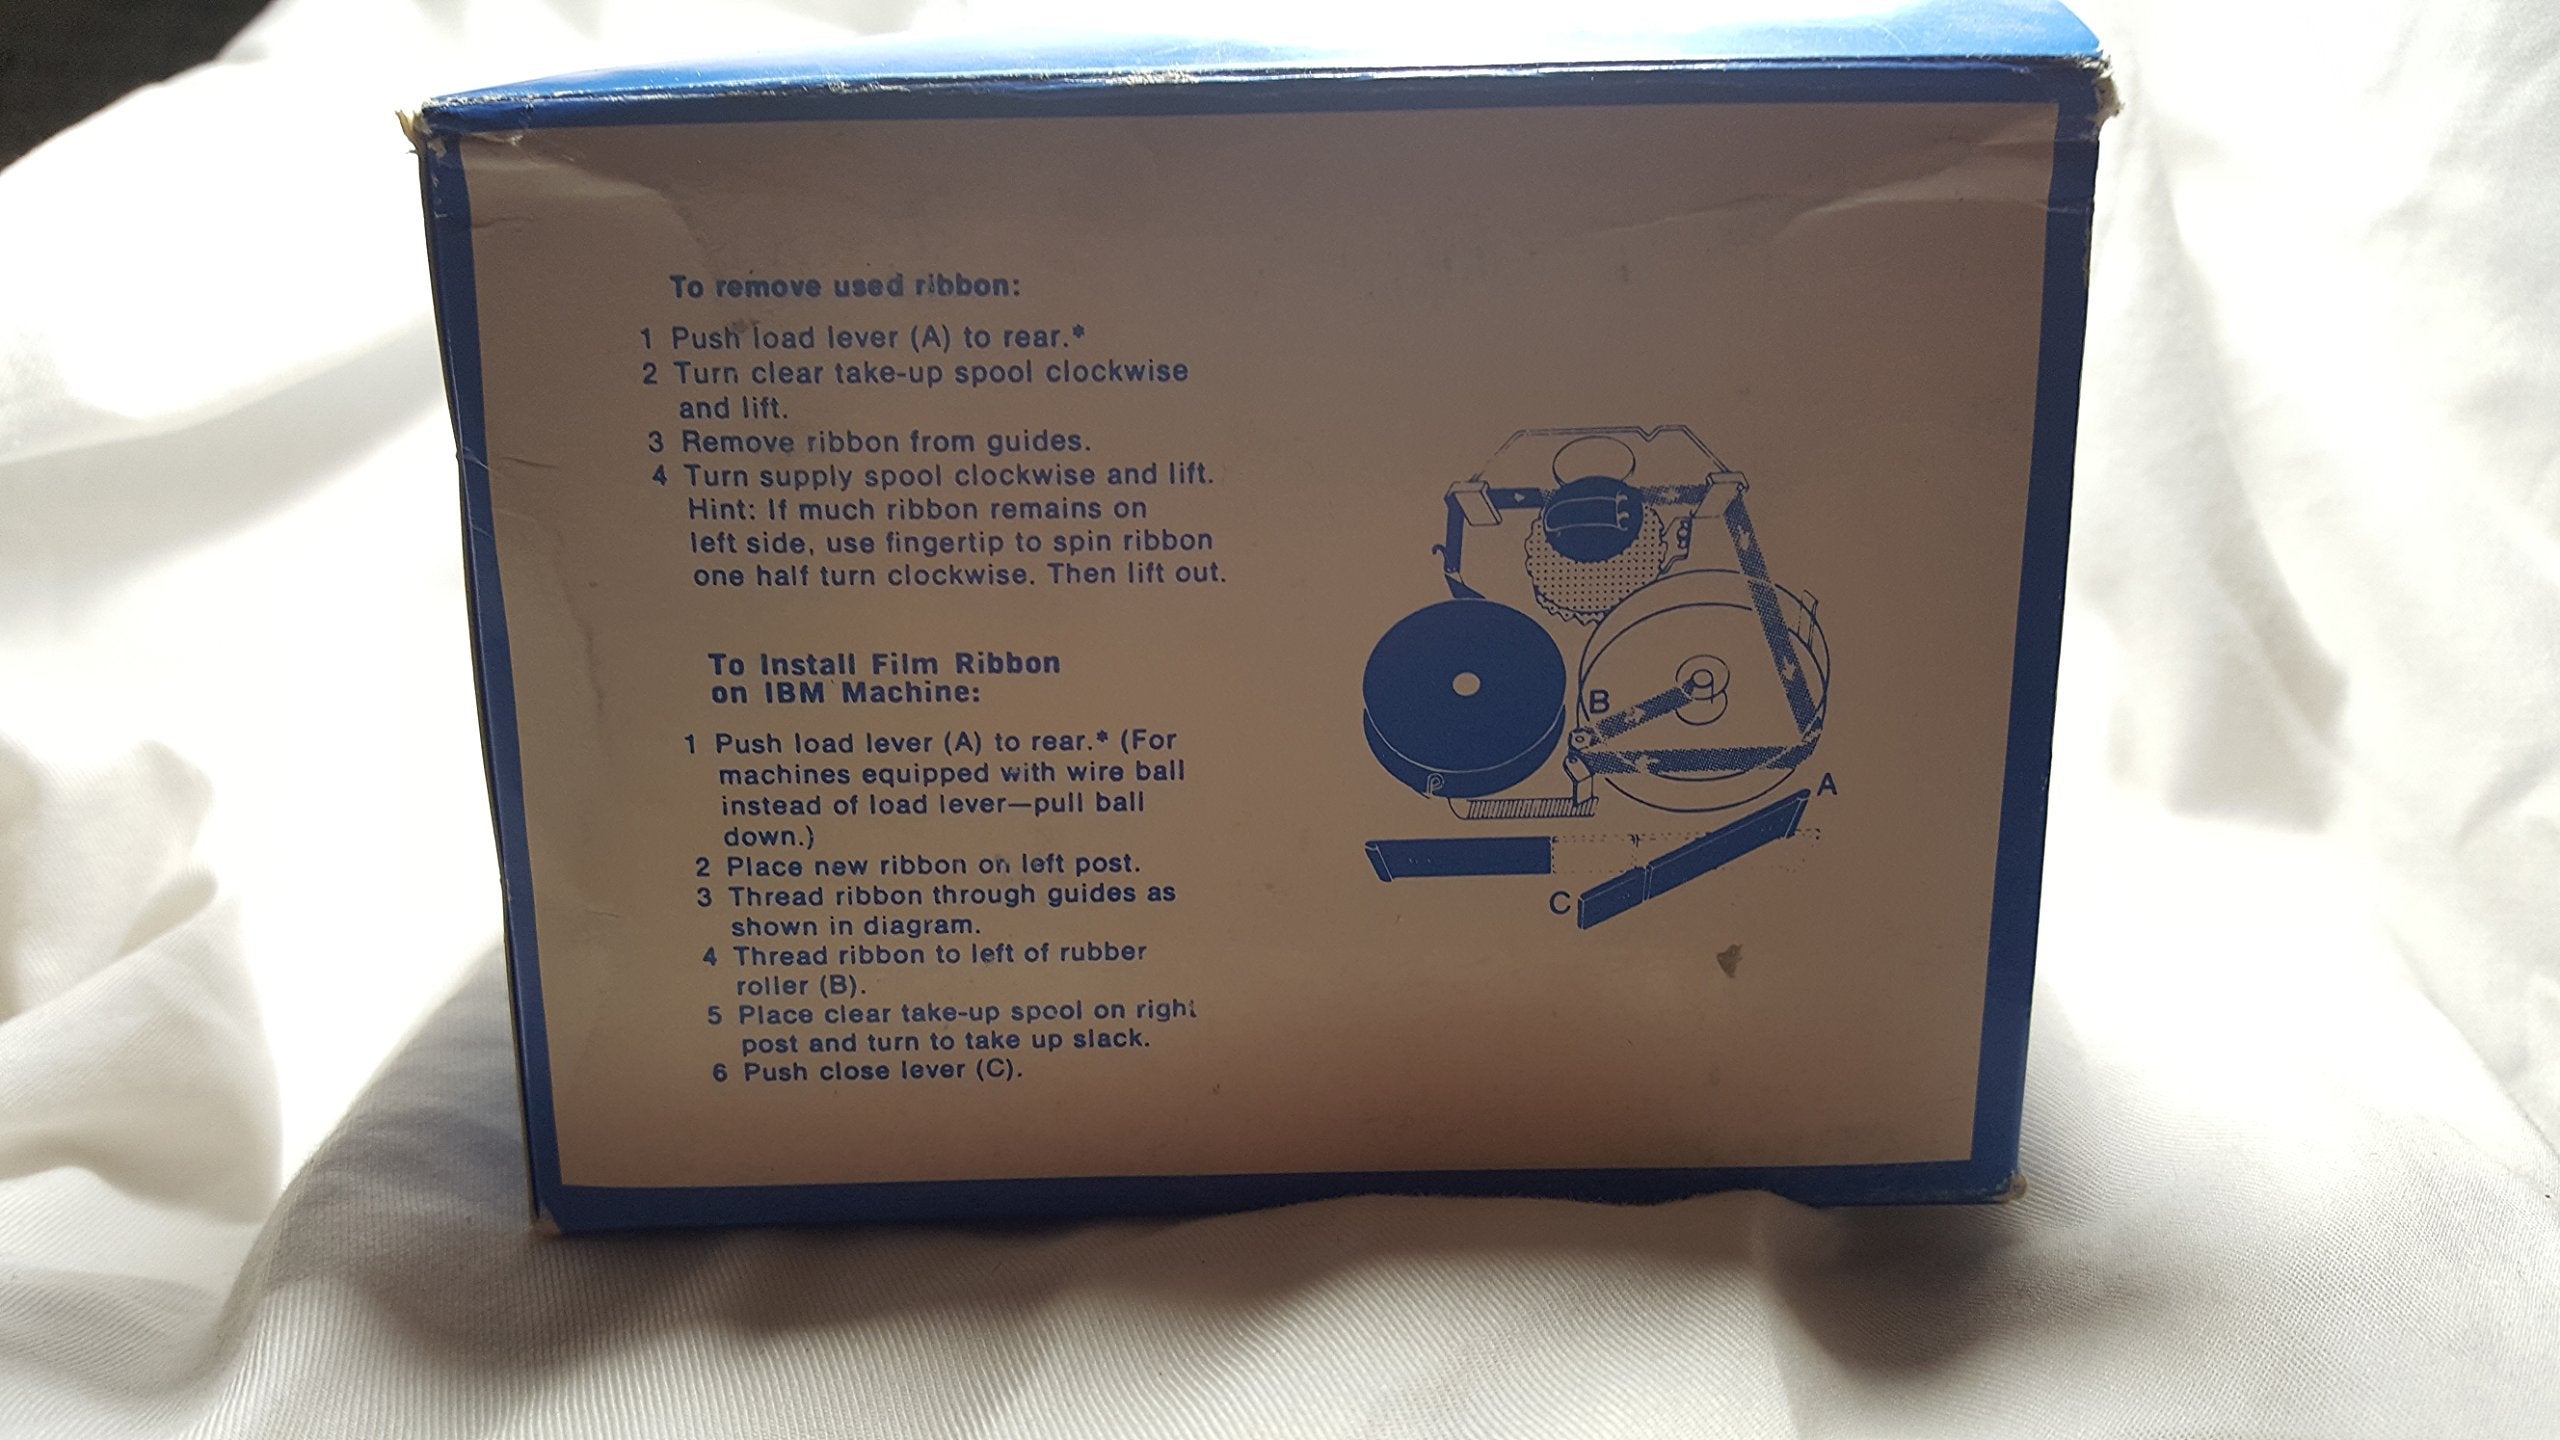 To remove used ribbon:
1 Push load lever (A) to rear.*
2 Turn clear take-up spool clockwise
and lift.
3 Remove ribbon from guides.
4 Turn supply spool clockwise and lift.
Hint: If much ribbon remains on
left side, use fingertip to spin ribbon
one half turn clockwise. Then lift out.
To Install Film Ribbon
on IBM Machine:
1 Push load lever (A) to rear.* (For
machines equipped with wire ball
instead of load lever—pull ball
down.)
2 Place new ribbon on left post.
3 Thread ribbon through guides as
shown in diagram.
4 Thread ribbon to left of rubber
roller (B).
5 Place clear take-up spool on right
post and turn to take up slack.
6 Push close lever (C).
B
A
C